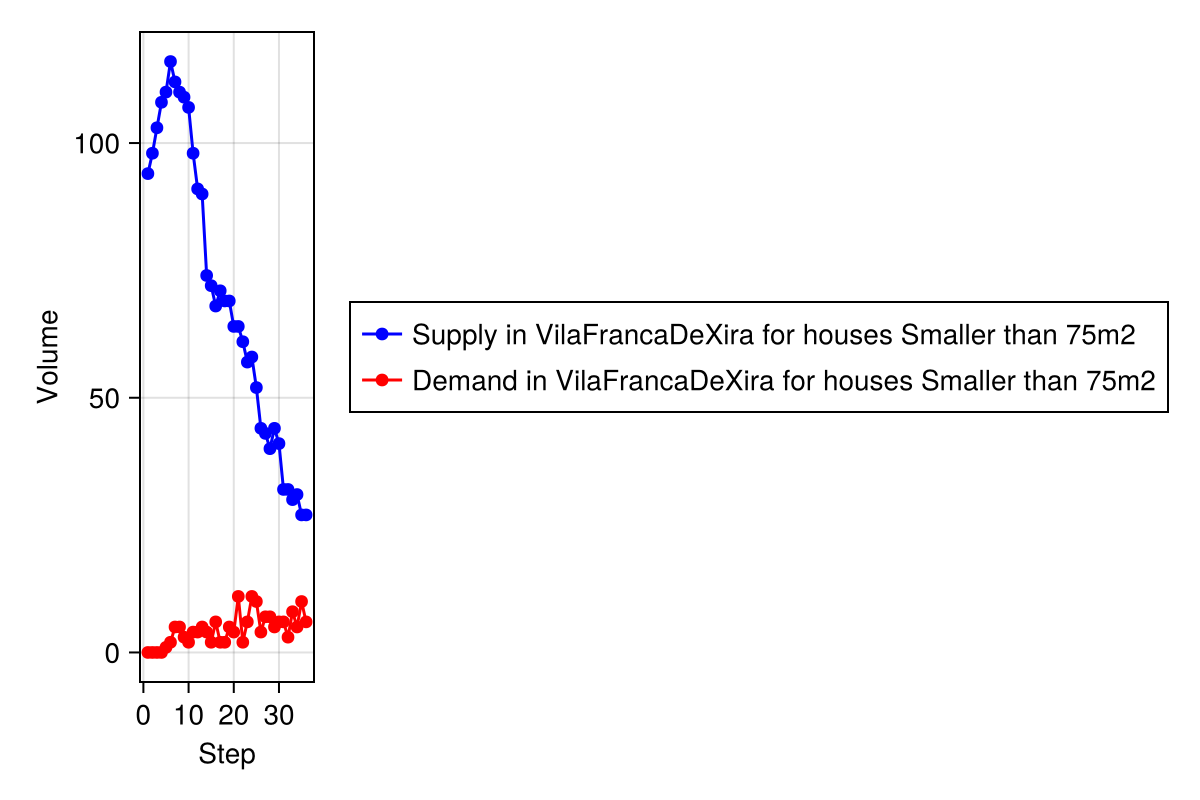 Volume
100
50
0
0 10 20 30
Step
Supply in VilaFrancaDeXira for houses Smaller than 75m2
Demand in VilaFrancaDeXira for houses Smaller than 75m2